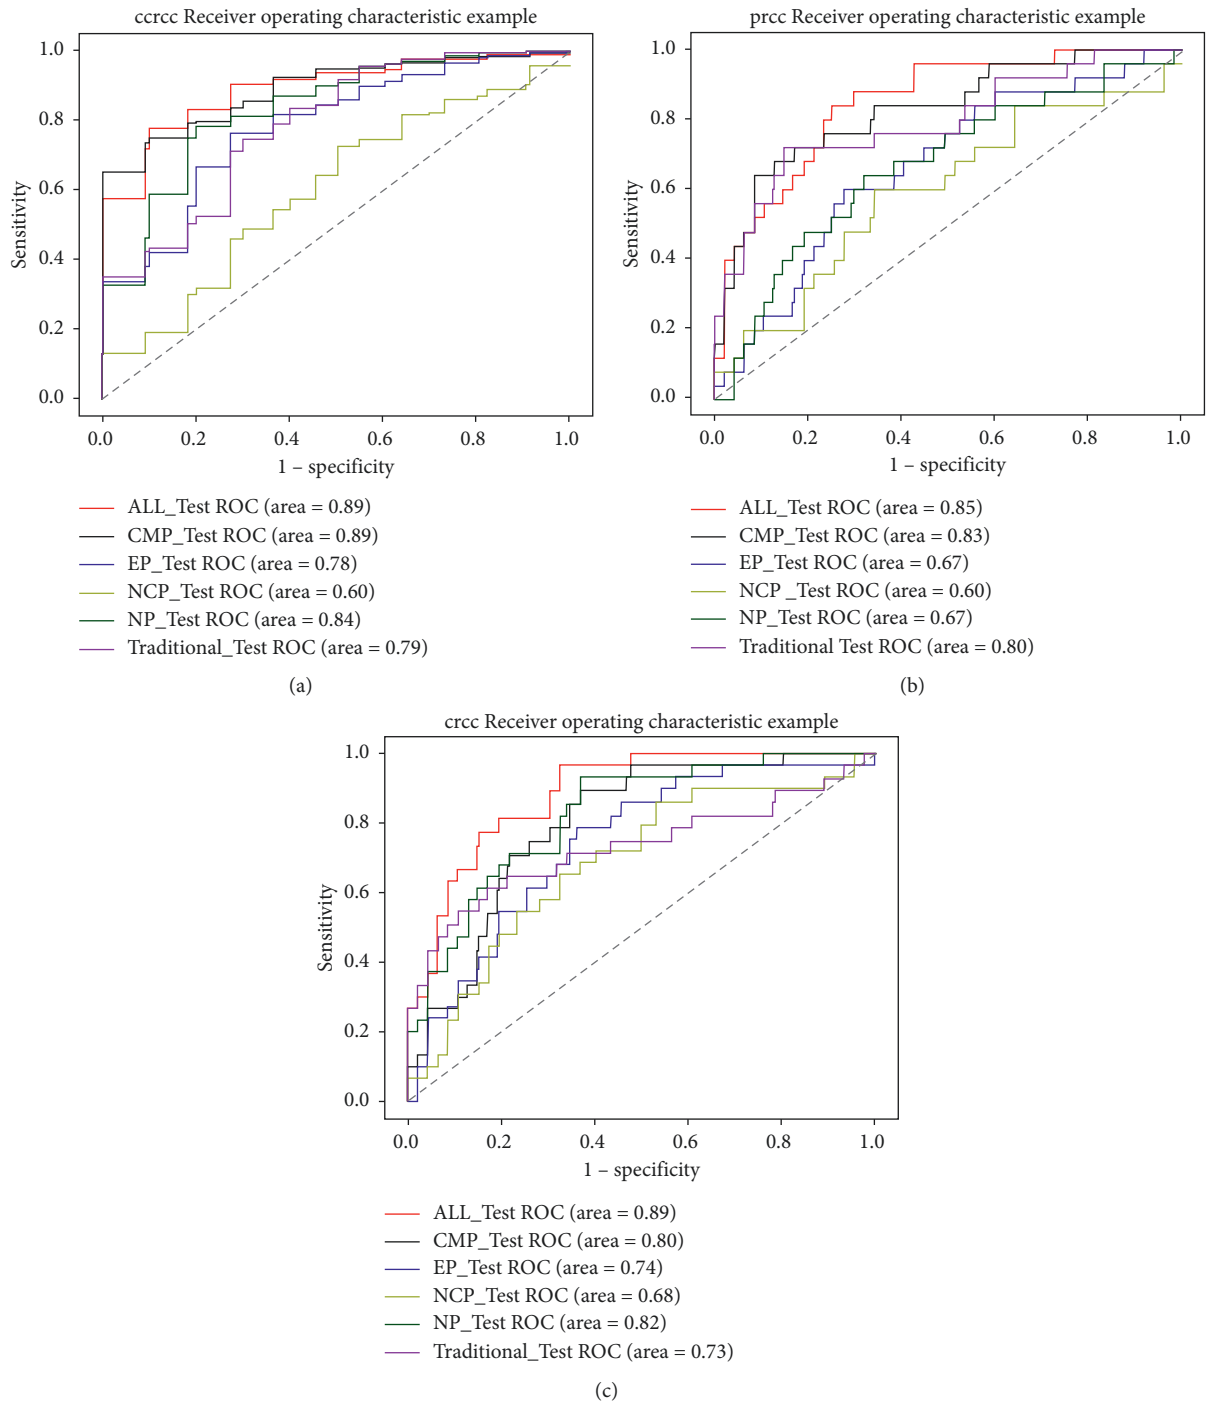 ccrcc Receiver operating characteristic example
1.0
0.8
0.6
0.4
0.2
0.0
Sensitivity
0.0 0.2 0.4 0.6 0.8 1.0
1 – specificity
ALL_Test ROC (area = 0.89)
CMP_Test ROC (area = 0.89)
EP_Test ROC (area = 0.78)
NCP_Test ROC (area = 0.60)
NP_Test ROC (area = 0.84)
Traditional_Test ROC (area = 0.79)
(a)
prcc Receiver operating characteristic example
1.0
0.8
0.6
0.4
0.2
0.0
Sensitivity
0.0 0.2 0.4 0.6 0.8 1.0
1 – specificity
ALL_Test ROC (area = 0.85)
CMP_Test ROC (area = 0.83)
EP_Test ROC (area = 0.67)
NCP _Test ROC (area = 0.60)
NP_Test ROC (area = 0.67)
Traditional Test ROC (area = 0.80)
(b)
crcc Receiver operating characteristic example
1.0
0.8
0.6
0.4
0.2
0.0
Sensitivity
0.0 0.2 0.4 0.6 0.8 1.0
1 – specificity
ALL_Test ROC (area = 0.89)
CMP_Test ROC (area = 0.80)
EP_Test ROC (area = 0.74)
NCP_Test ROC (area = 0.68)
NP_Test ROC (area = 0.82)
Traditional_Test ROC (area = 0.73)
(c)